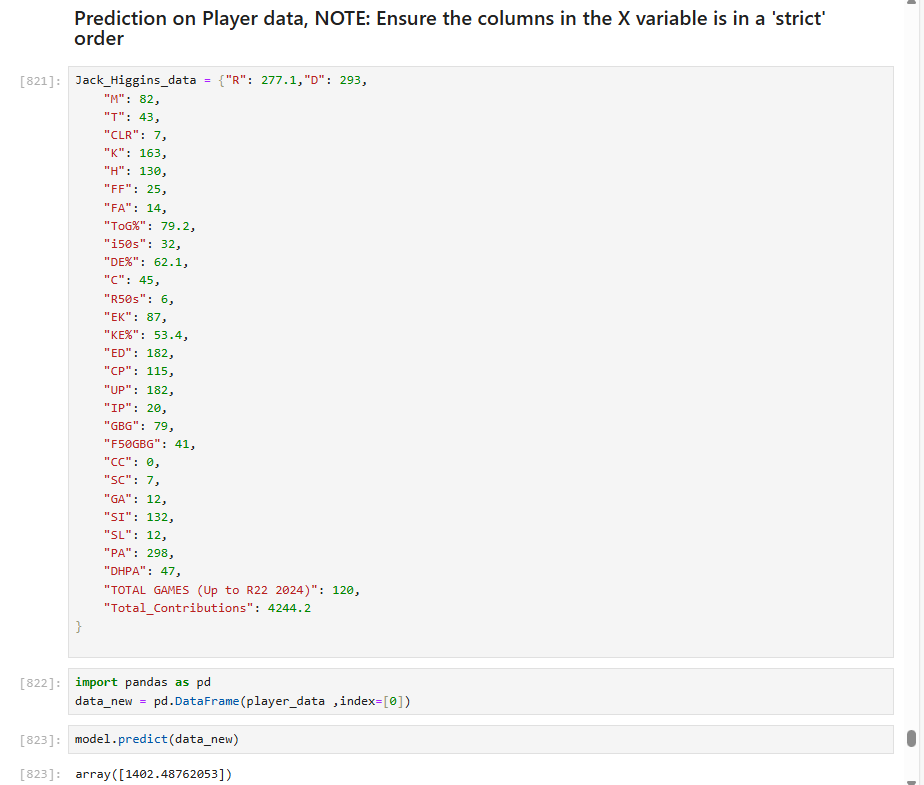 Prediction on Player data, NOTE: Ensure the columns in the X variable is in a 'strict'
order
[821]: Jack_Higgins_data = {"R": 277.1,"D": 293,
"M": 82,
"T": 43,
"CLR": 7,
"K": 163,
"H": 130,
"FF": 25,
"FA": 14,
"ToG%": 79.2,
"i50s": 32,
"DE%": 62.1,
"C": 45,
"R50s": 6,
"EK": 87,
"KE%": 53.4,
"ED": 182,
"CP": 115,
"UP": 182,
"IP": 20,
"GBG": 79,
"F50GBG": 41,
"CC": 0,
"SC": 7,
"GA": 12,
"SI": 132,
"SL": 12,
"PA": 298,
"DHPA": 47,
"TOTAL GAMES (Up to R22 2024)": 120,
"Total_Contributions": 4244.2
}
[822]: import pandas as pd
data_new = pd.DataFrame(player_data ,index=[0])
[823]: model.predict(data_new)
[823]: array([1402.48762053])